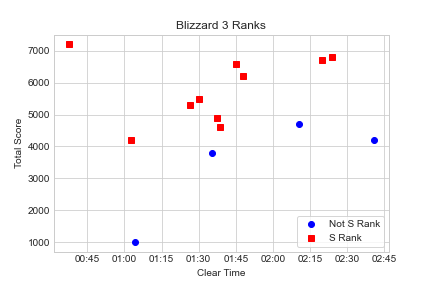 Blizzard 3 Ranks
Total Score
7000
6000
5000
4000
3000
2000
1000
Not S Rank
S Rank
00:45 01:00 01:15 01:30 01:45 02:00 02:15 02:30 02:45
Clear Time